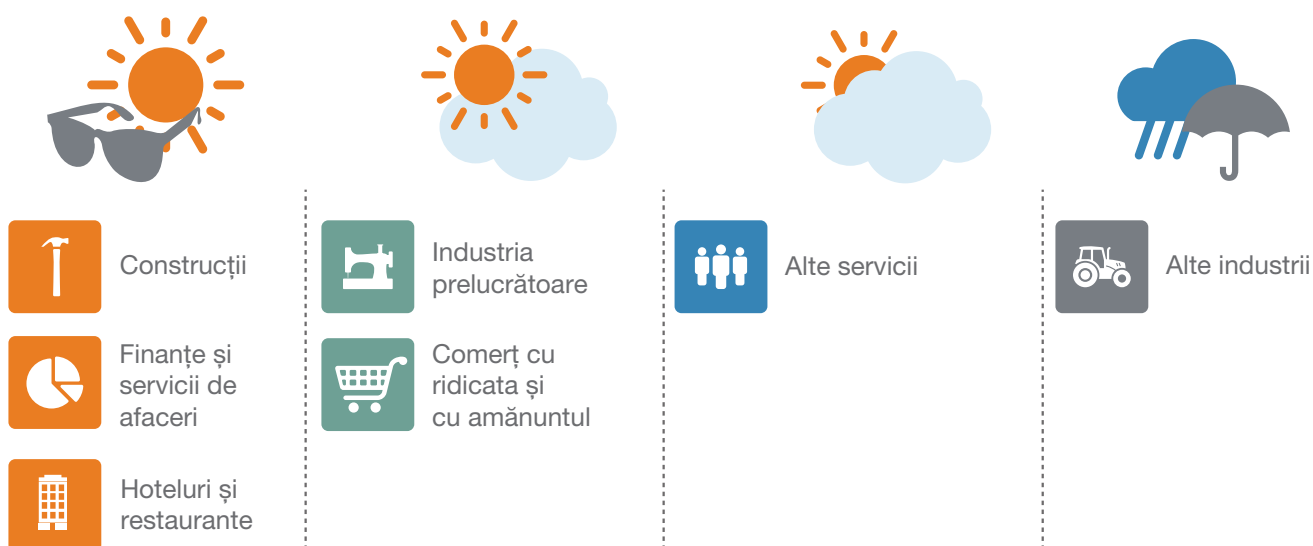 Construcții
Finanțe și
servicii de
afaceri
Hoteluri și
restaurante
Industria
prelucrătoare
Comerț cu
ridicata și
cu amănuntul
Alte servicii
Alte industrii